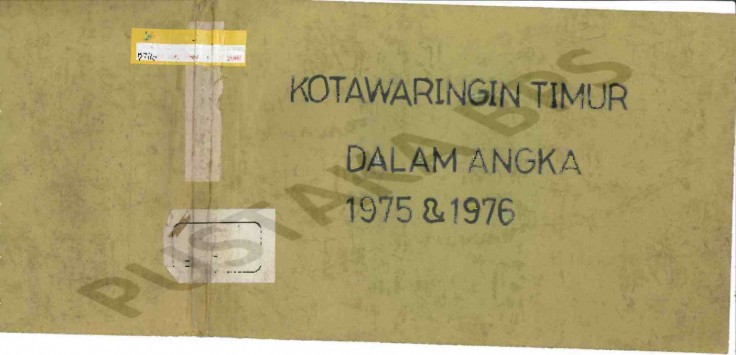 KOTAWARINGIN TIMUR
DALAM ANGKA
1975 & 1976
PUSTAKA BPS